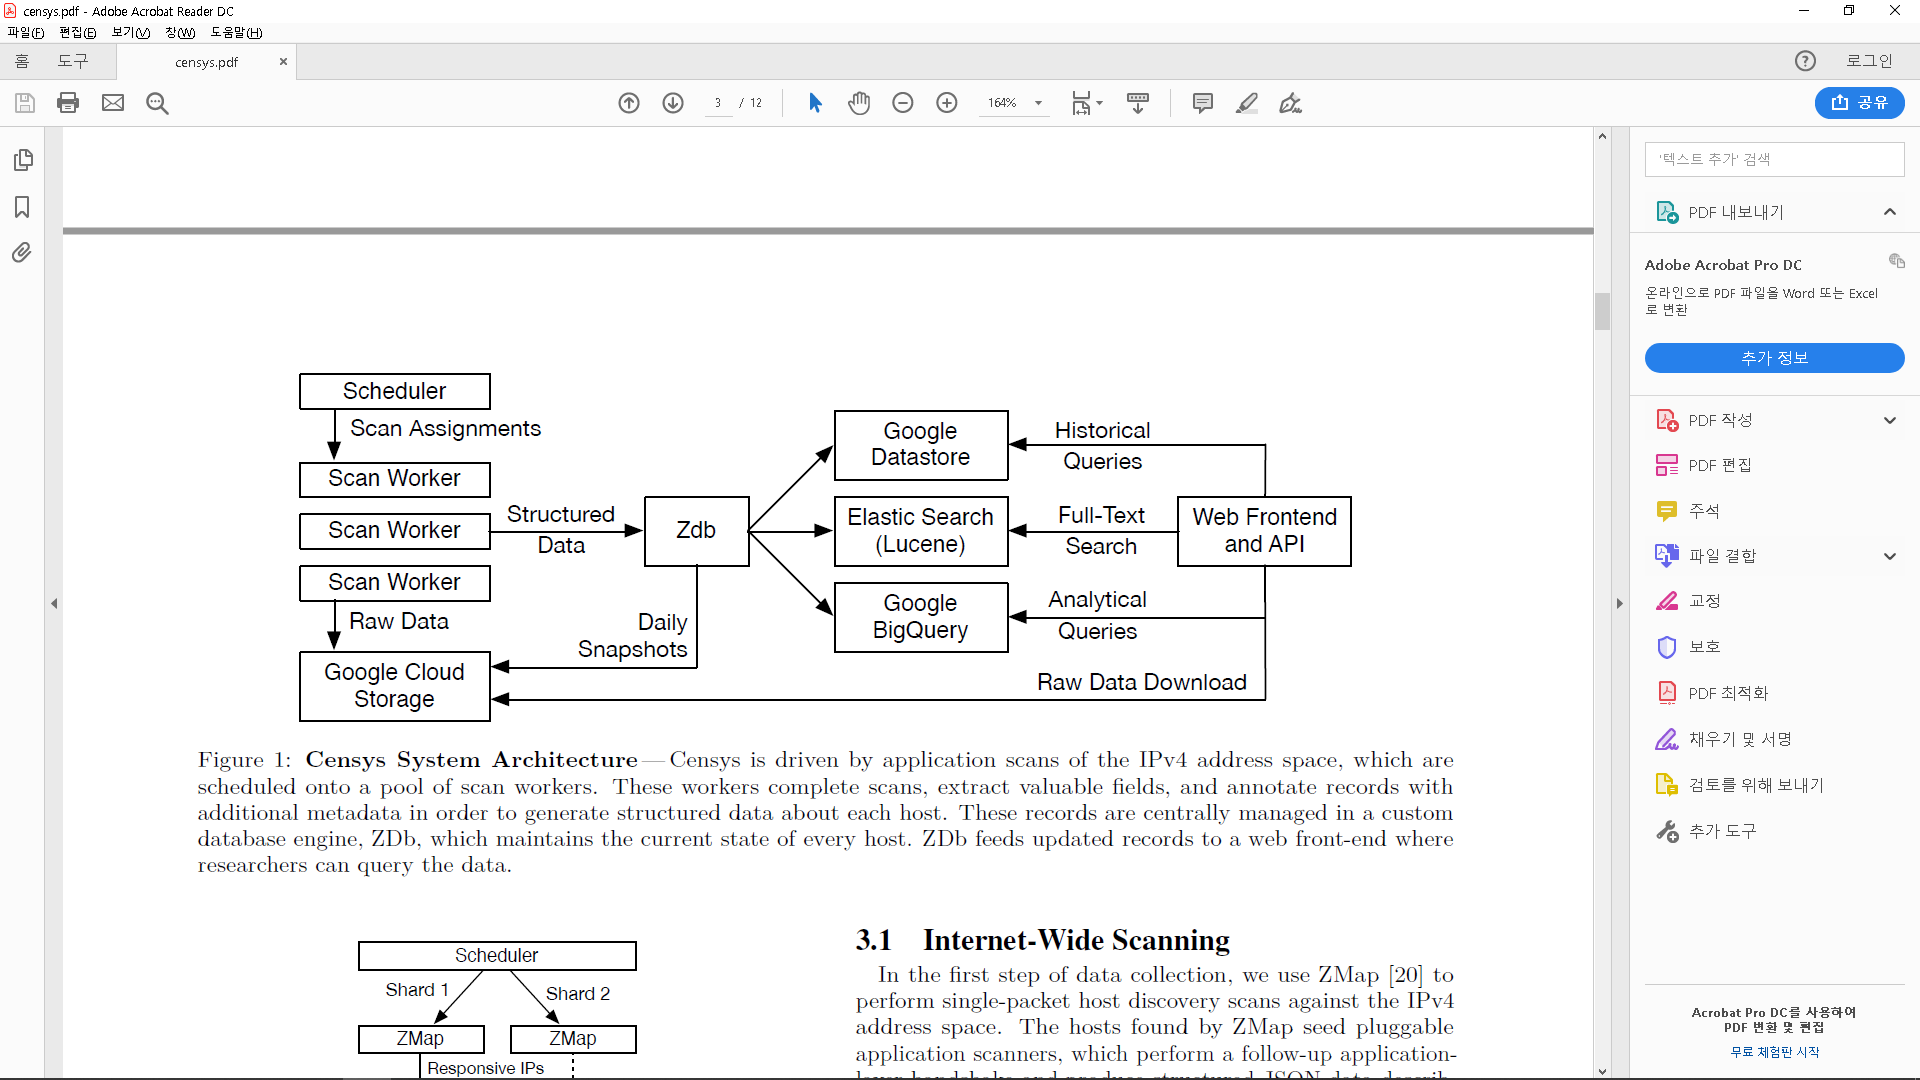 censys.pdf - Adobe Acrobat Reader DC
파일(F) 편집(E) 보기(V) 창(W) 도움말(H)
홈 도구 censys.pdf × ? 로그인
3 / 12 164% 공유
'텍스트 추가' 검색
PDF 내보내기
Adobe Acrobat Pro DC
온라인으로 PDF 파일을 Word 또는 Excel
로 변환
추가 정보
PDF 작성
PDF 편집
주석
파일 결합
교정
보호
PDF 최적화
채우기 및 서명
검토를 위해 보내기
추가 도구
Acrobat Pro DC를 사용하여
PDF 변환 및 편집
무료 체험판 시작
Scheduler
Scan Assignments
Scan Worker
Scan Worker
Scan Worker
Raw Data
Google Cloud
Storage
Structured
Data
Zdb
Daily
Snapshots
Google
Datastore
Elastic Search
(Lucene)
Google
BigQuery
Historical
Queries
Full-Text
Search
Analytical
Queries
Web Frontend
and API
Raw Data Download
Figure 1: Censys System Architecture — Censys is driven by application scans of the IPv4 address space, which are
scheduled onto a pool of scan workers. These workers complete scans, extract valuable fields, and annotate records with
additional metadata in order to generate structured data about each host. These records are centrally managed in a custom
database engine, ZDb, which maintains the current state of every host. ZDb feeds updated records to a web front-end where
researchers can query the data.
Scheduler
Shard 1
Shard 2
ZMap
ZMap
Responsive IPs
3.1 Internet-Wide Scanning
In the first step of data collection, we use ZMap [20] to
perform single-packet host discovery scans against the IPv4
address space. The hosts found by ZMap seed pluggable
application scanners, which perform a follow-up application-
layer handshake and produce structured JSON data describ-